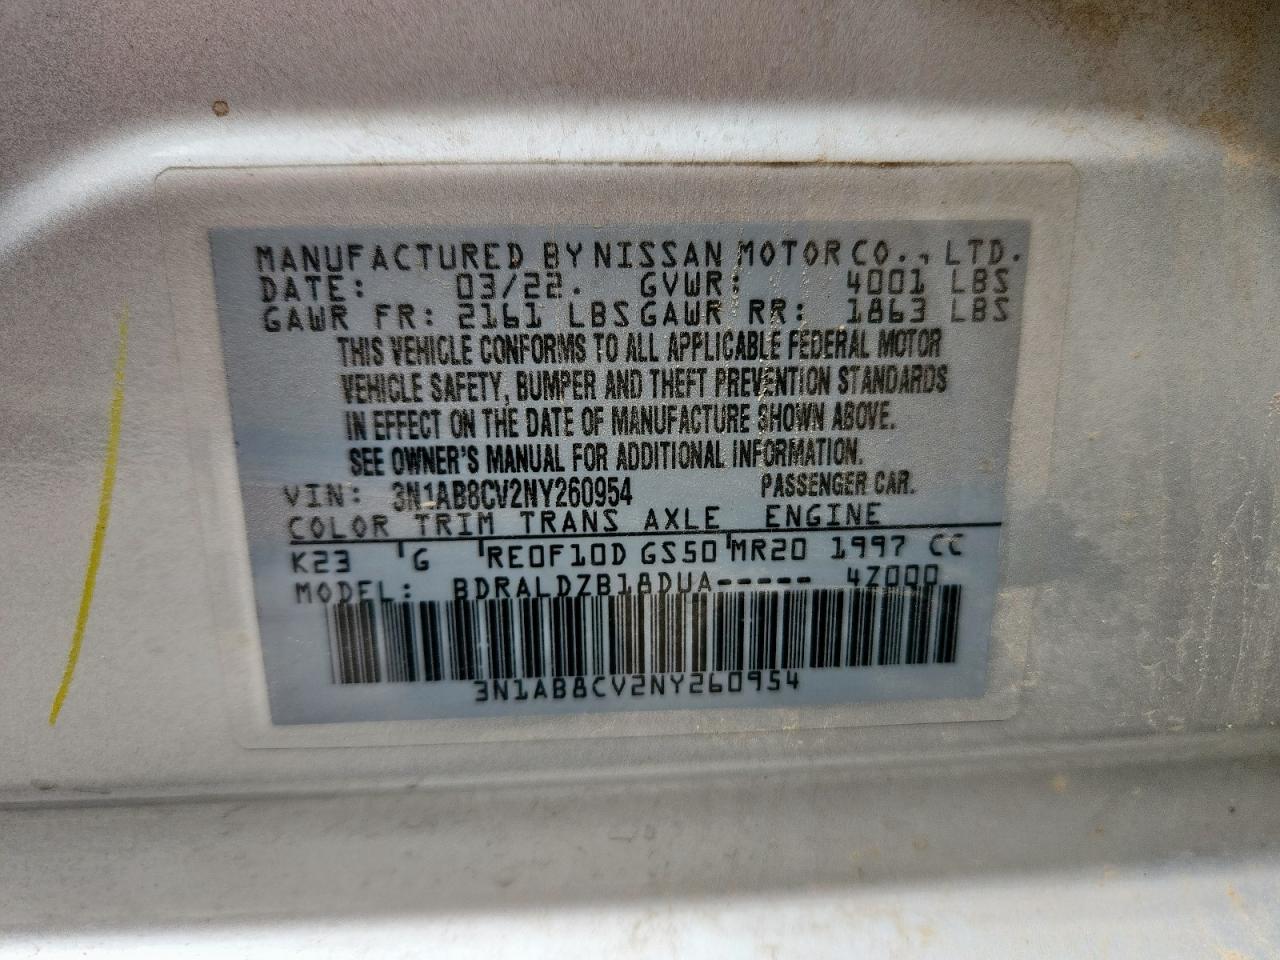 MANUFACTURED BY NISSAN MOTOR CO., LTD.
DATE: 03/22. GVWR: 4001 LBS
GAWR FR: 2161 LBS GAWR RR: 1863 LBS
THIS VEHICLE CONFORMS TO ALL APPLICABLE FEDERAL MOTOR
VEHICLE SAFETY, BUMPER AND THEFT PREVENTION STANDARDS
IN EFFECT ON THE DATE OF MANUFACTURE SHOWN ABOVE.
SEE OWNER'S MANUAL FOR ADDITIONAL INFORMATION.
VIN: 3N1AB8CV2NY260954 PASSENGER CAR.
COLOR TRIM TRANS AXLE ENGINE
K23 G RE0F10D GS50 MR20 1997 CC
MODEL: BDRALDZB18DUA----- 4Z000
3N1AB8CV2NY260954